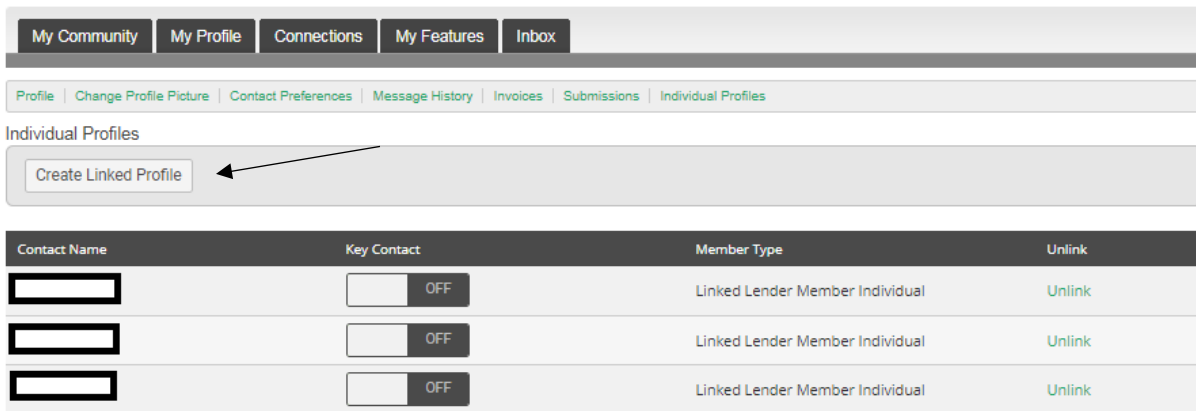 My Community My Profile Connections My Features Inbox
Profile | Change Profile Picture | Contact Preferences | Message History | Invoices | Submissions | Individual Profiles
Individual Profiles
Create Linked Profile
Contact Name Key Contact Member Type Unlink
OFF Linked Lender Member Individual Unlink
OFF Linked Lender Member Individual Unlink
OFF Linked Lender Member Individual Unlink